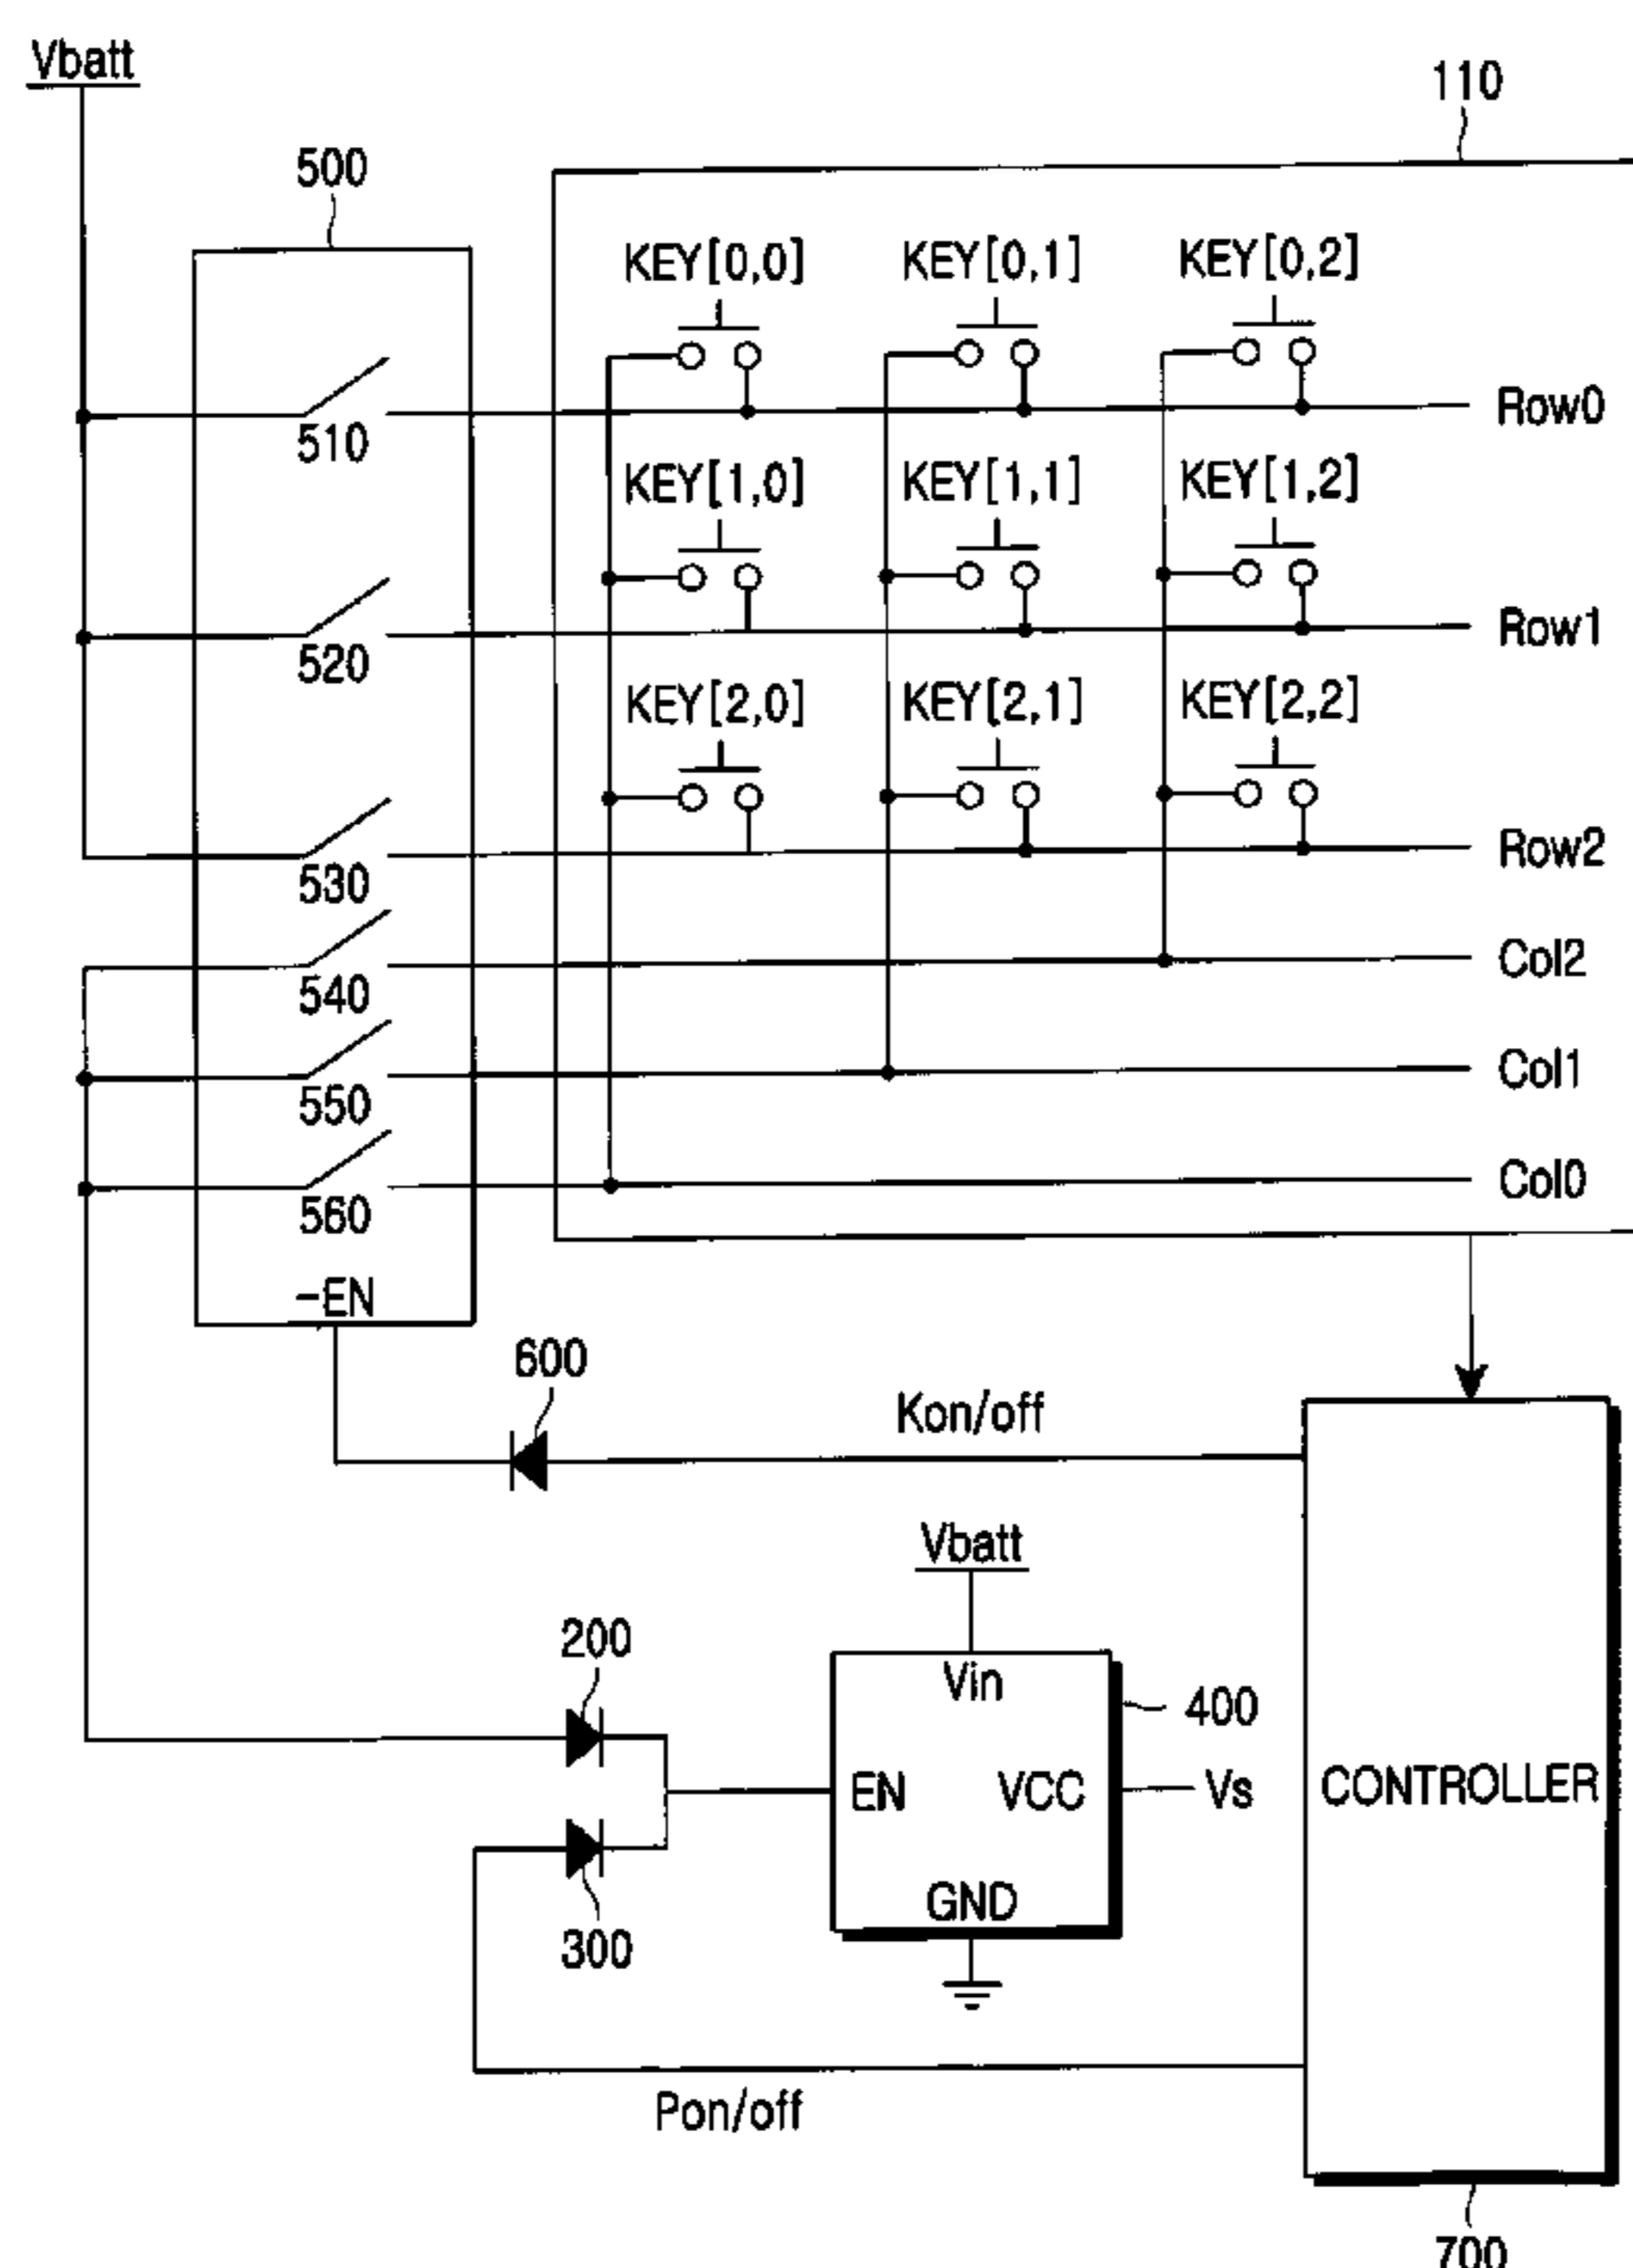 Vbatt
110
500
KEY[0,0] KEY[0,1] KEY[0,2]
Row0
510
KEY[1,0] KEY[1,1] KEY[1,2]
Row1
520
KEY[2,0] KEY[2,1] KEY[2,2]
Row2
530
Col2
540
Col1
550
Col0
560
-EN
600
Kon/off
Vbatt
200
Vin
400
EN VCC Vs
CONTROLLER
GND
300
Pon/off
700